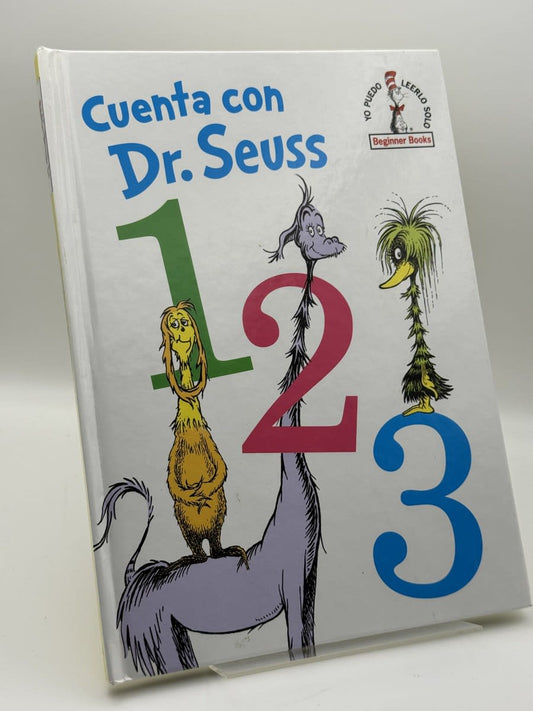 Cuenta con
Dr. Seuss
YO PUEDO LEERLO SOLO
Beginner Books
1
2
3